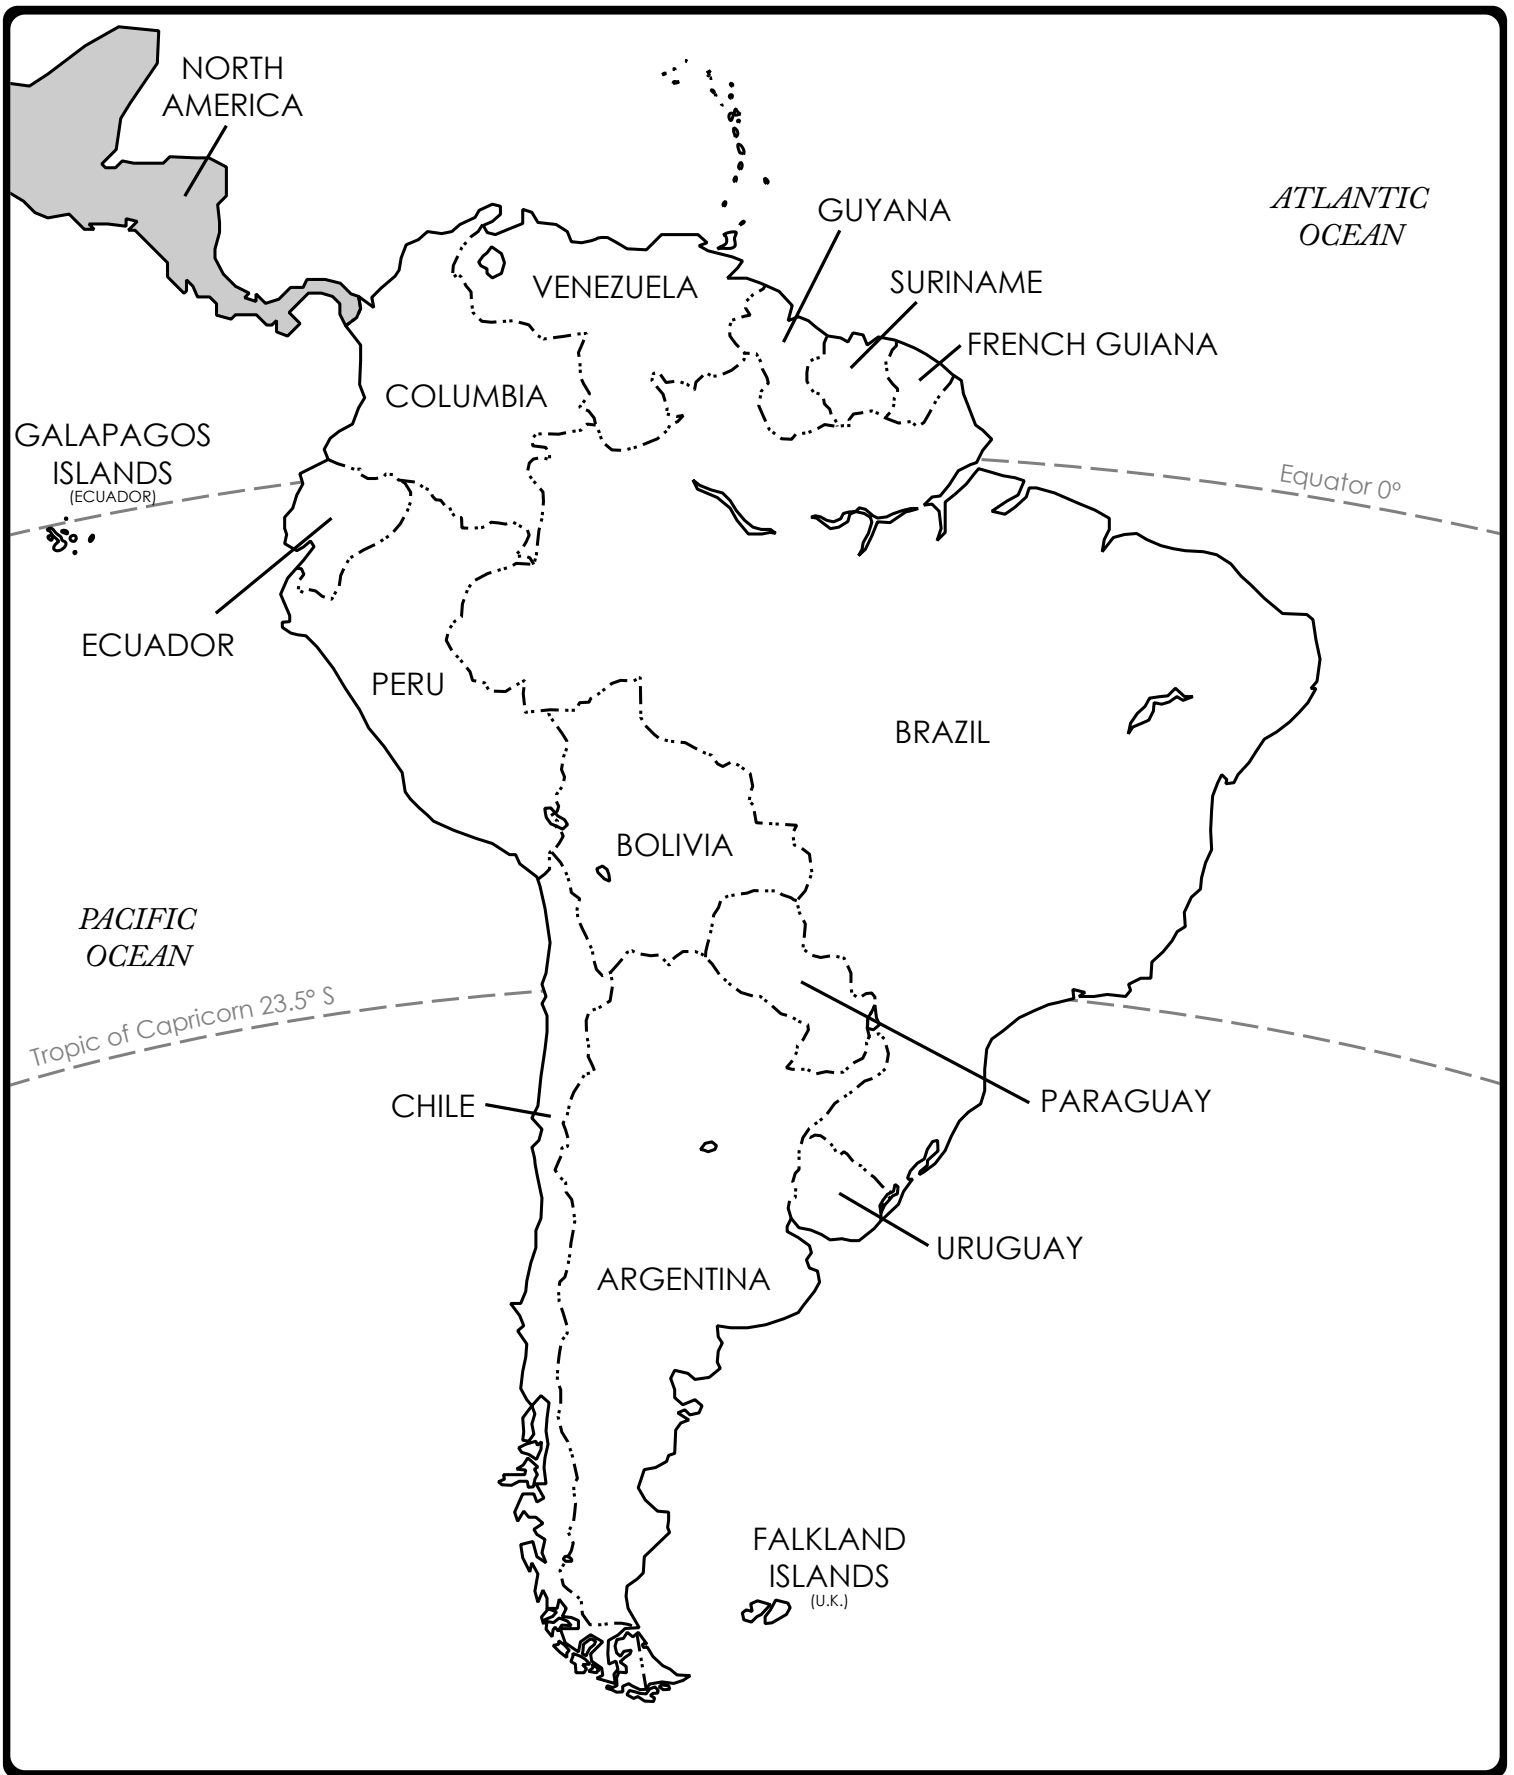 NORTH
AMERICA
ATLANTIC
OCEAN
GUYANA
SURINAME
VENEZUELA
FRENCH GUIANA
COLUMBIA
GALAPAGOS
ISLANDS
(ECUADOR)
Equator 0°
ECUADOR
PERU
BRAZIL
BOLIVIA
PACIFIC
OCEAN
Tropic of Capricorn 23.5° S
CHILE
PARAGUAY
URUGUAY
ARGENTINA
FALKLAND
ISLANDS
(U.K.)